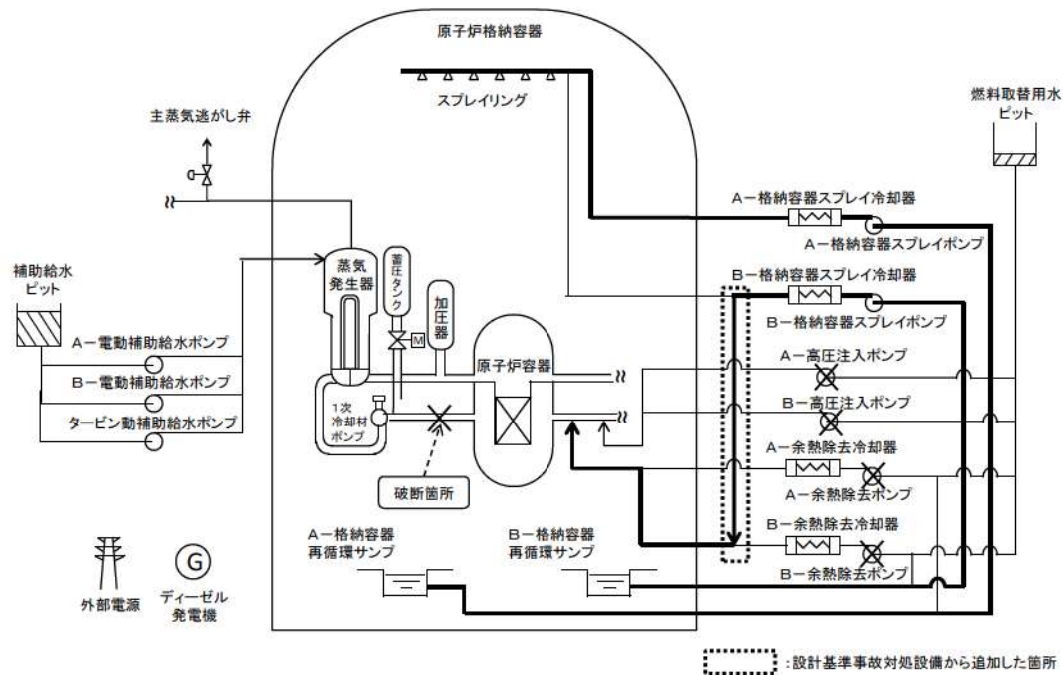 原子炉格納容器
スプレイリング
燃料取替用水
ピット
主蒸気逃がし弁
A－格納容器スプレイ冷却器
A－格納容器スプレイポンプ
補助給水
ピット
蒸気
発生器
蓄圧タンク
加圧器
M
原子炉容器
B－格納容器スプレイ冷却器
B－格納容器スプレイポンプ
A－電動補助給水ポンプ
B－電動補助給水ポンプ
タービン動補助給水ポンプ
1次
冷却材
ポンプ
A－高圧注入ポンプ
B－高圧注入ポンプ
A－余熱除去冷却器
A－余熱除去ポンプ
破断箇所
B－余熱除去冷却器
B－余熱除去ポンプ
A－格納容器
再循環サンプ
B－格納容器
再循環サンプ
外部電源
G
ディーゼル
発電機
：設計基準事故対処設備から追加した箇所